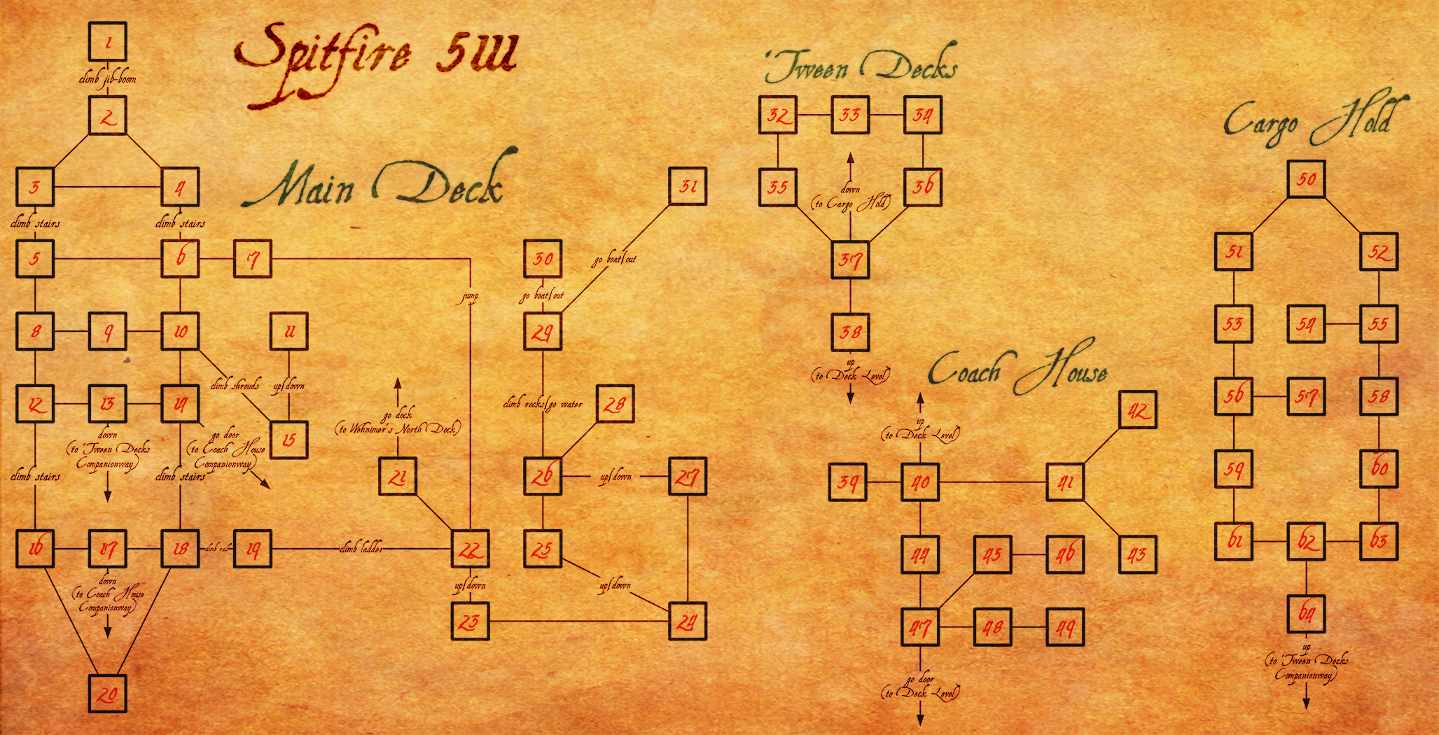 Spitfire 511
'Tween Decks
Cargo Hold
Main Deck
Coach House
1
climb jib-boom
2
3
4
climb stairs
climb stairs
5
6
7
jump
8
9
10
11
climb shrouds
up/down
12
13
14
15
down
(to 'Tween Decks
Companionway)
go door
(to Coach House
Companionway)
climb stairs
climb stairs
16
17
18
19
climb ladder
down
(to Coach House
Companionway)
20
go dock
(to Wehnimer's North Dock)
21
22
up/down
23
24
25
up/down
26
up/down
27
28
climb rocks/go water
29
go boat/out
30
go boat/out
31
32
33
34
35
36
down
(to Cargo Hold)
37
38
up
(to Deck Level)
up
(to Deck Level)
39
40
41
42
43
44
45
46
47
48
49
go door
(to Deck Level)
50
51
52
53
54
55
56
57
58
59
60
61
62
63
64
up
(to 'Tween Decks
Companionway)